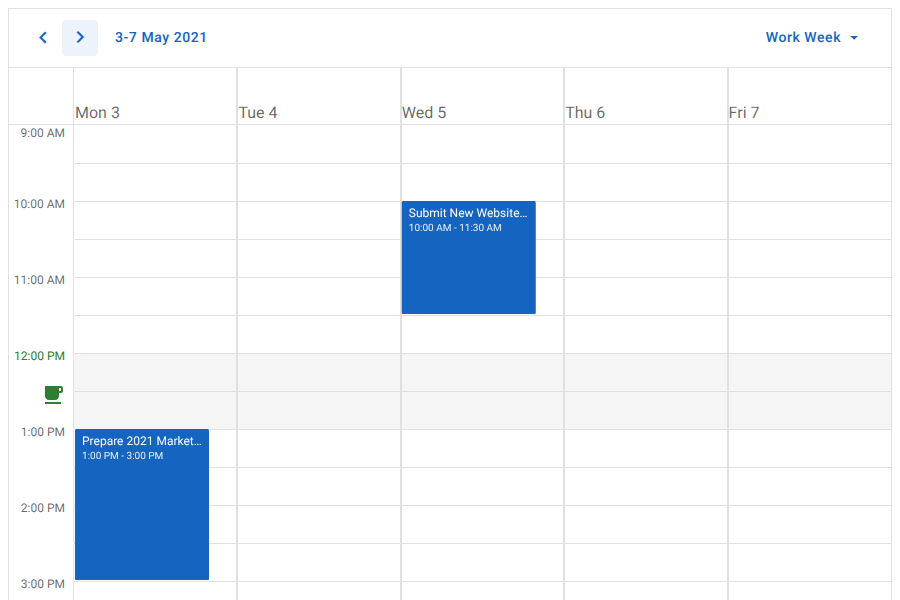 3-7 May 2021
Work Week
Mon 3
Tue 4
Wed 5
Thu 6
Fri 7
9:00 AM
10:00 AM
Submit New Website...
10:00 AM - 11:30 AM
11:00 AM
12:00 PM
1:00 PM
Prepare 2021 Market...
1:00 PM - 3:00 PM
2:00 PM
3:00 PM